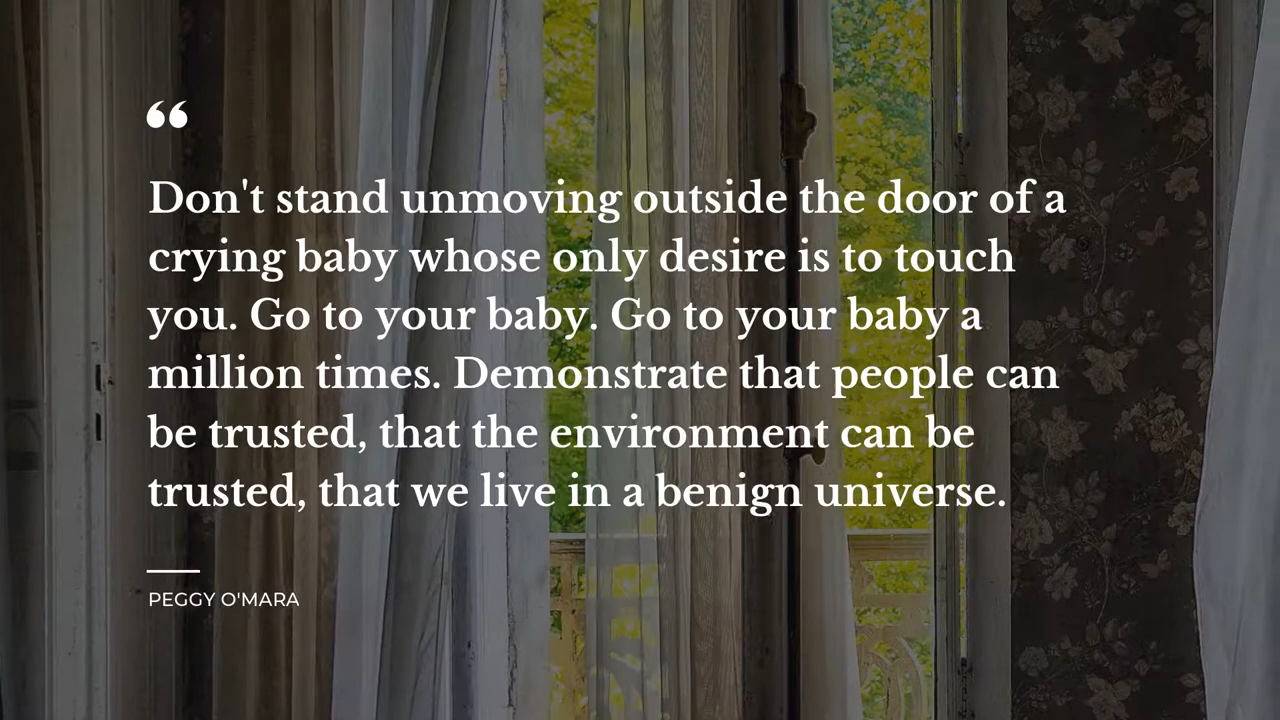 “
Don't stand unmoving outside the door of a
crying baby whose only desire is to touch
you. Go to your baby. Go to your baby a
million times. Demonstrate that people can
be trusted, that the environment can be
trusted, that we live in a benign universe.
PEGGY O'MARA